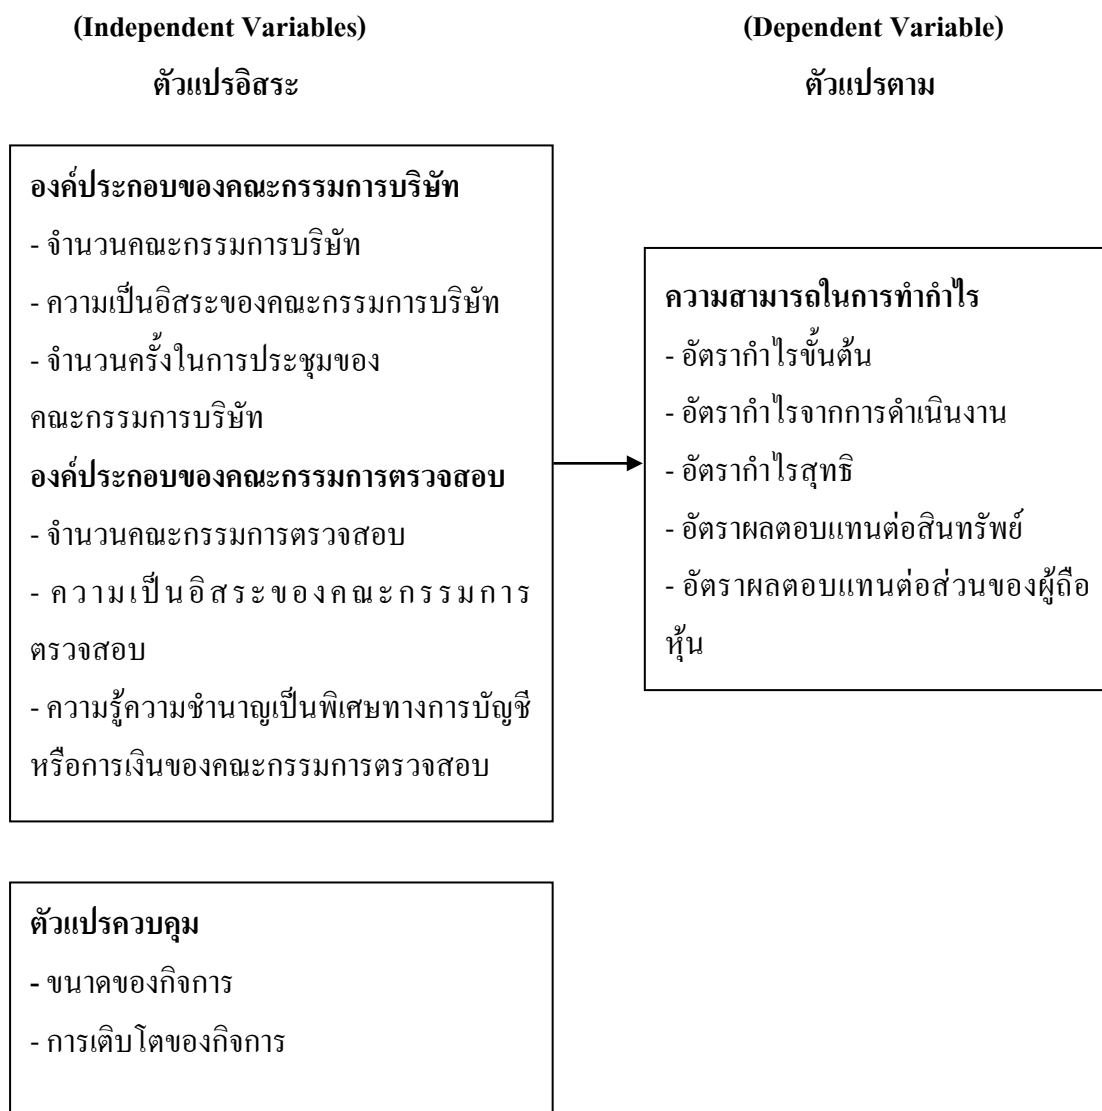 (Independent Variables)
ตัวแปรอิสระ
(Dependent Variable)
ตัวแปรตาม
องค์ประกอบของคณะกรรมการบริษัท
- จำนวนคณะกรรมการบริษัท
- ความเป็นอิสระของคณะกรรมการบริษัท
- จำนวนครั้งในการประชุมของ
คณะกรรมการบริษัท
องค์ประกอบของคณะกรรมการตรวจสอบ
- จำนวนคณะกรรมการตรวจสอบ
- ความเป็นอิสระของคณะกรรมการ
ตรวจสอบ
- ความรู้ความชำนาญเป็นพิเศษทางการบัญชี
หรือการเงินของคณะกรรมการตรวจสอบ
ความสามารถในการทำกำไร
- อัตรากำไรขั้นต้น
- อัตรากำไรจากการดำเนินงาน
- อัตรากำไรสุทธิ
- อัตราผลตอบแทนต่อสินทรัพย์
- อัตราผลตอบแทนต่อส่วนของผู้ถือ
หุ้น
ตัวแปรควบคุม
- ขนาดของกิจการ
- การเติบโตของกิจการ